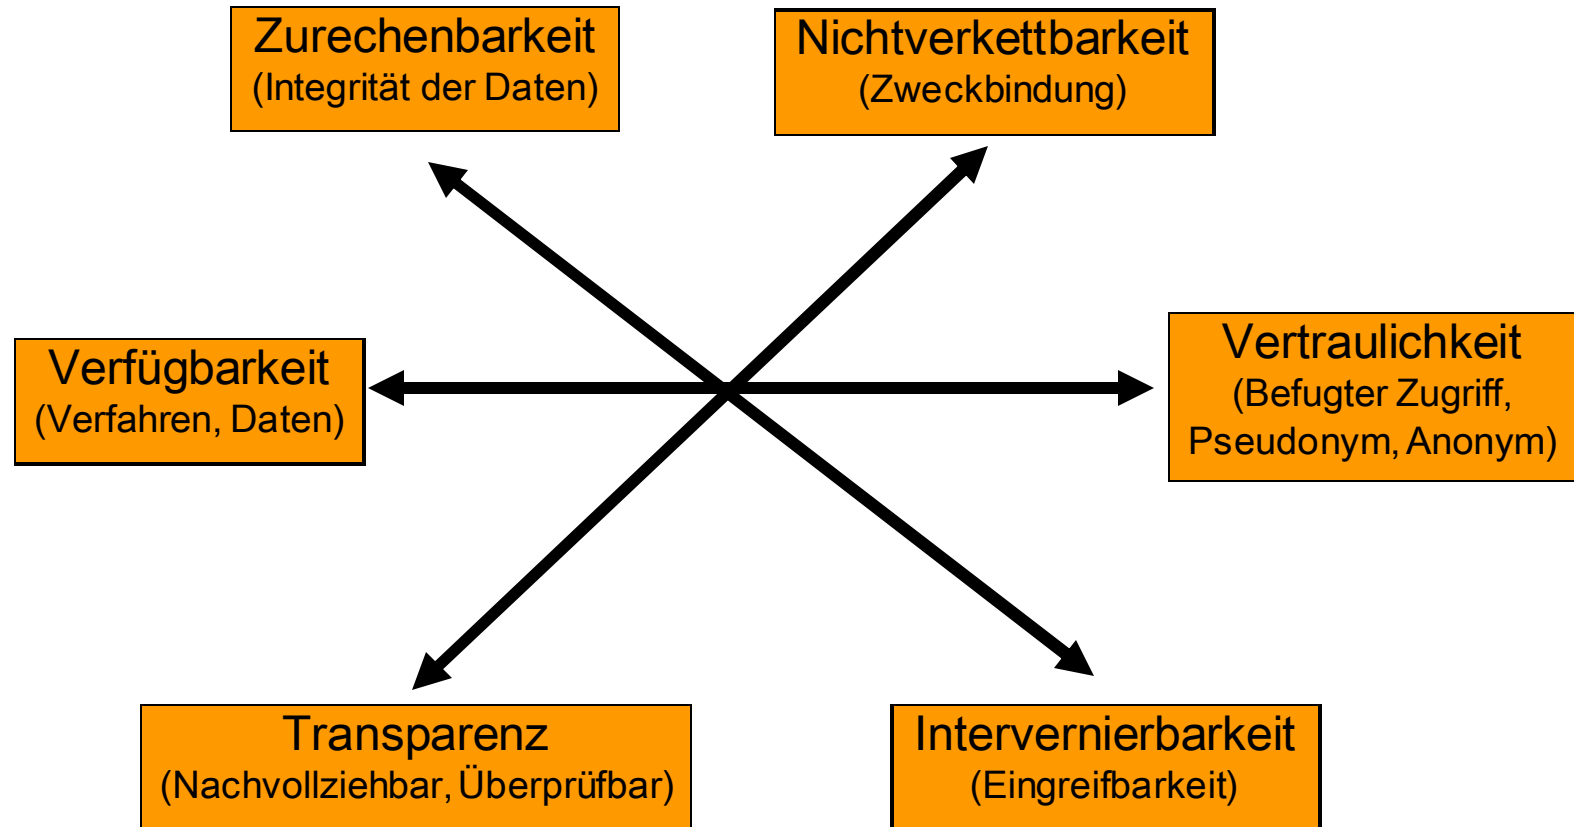 Zurechenbarkeit
(Integrität der Daten)
Nichtverkettbarkeit
(Zweckbindung)
Verfügbarkeit
(Verfahren, Daten)
Vertraulichkeit
(Befugter Zugriff,
Pseudonym, Anonym)
Transparenz
(Nachvollziehbar, Überprüfbar)
Intervernierbarkeit
(Eingreifbarkeit)